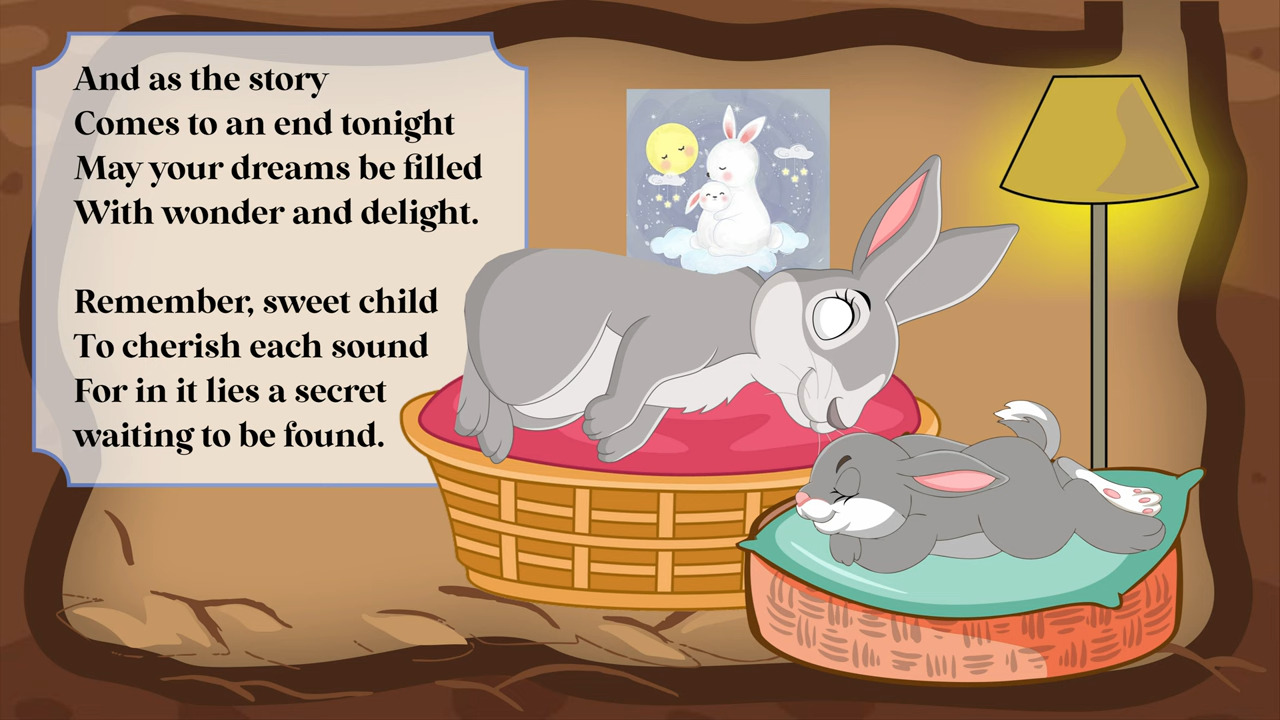 And as the story
Comes to an end tonight
May your dreams be filled
With wonder and delight.
Remember, sweet child
To cherish each sound
For in it lies a secret
waiting to be found.